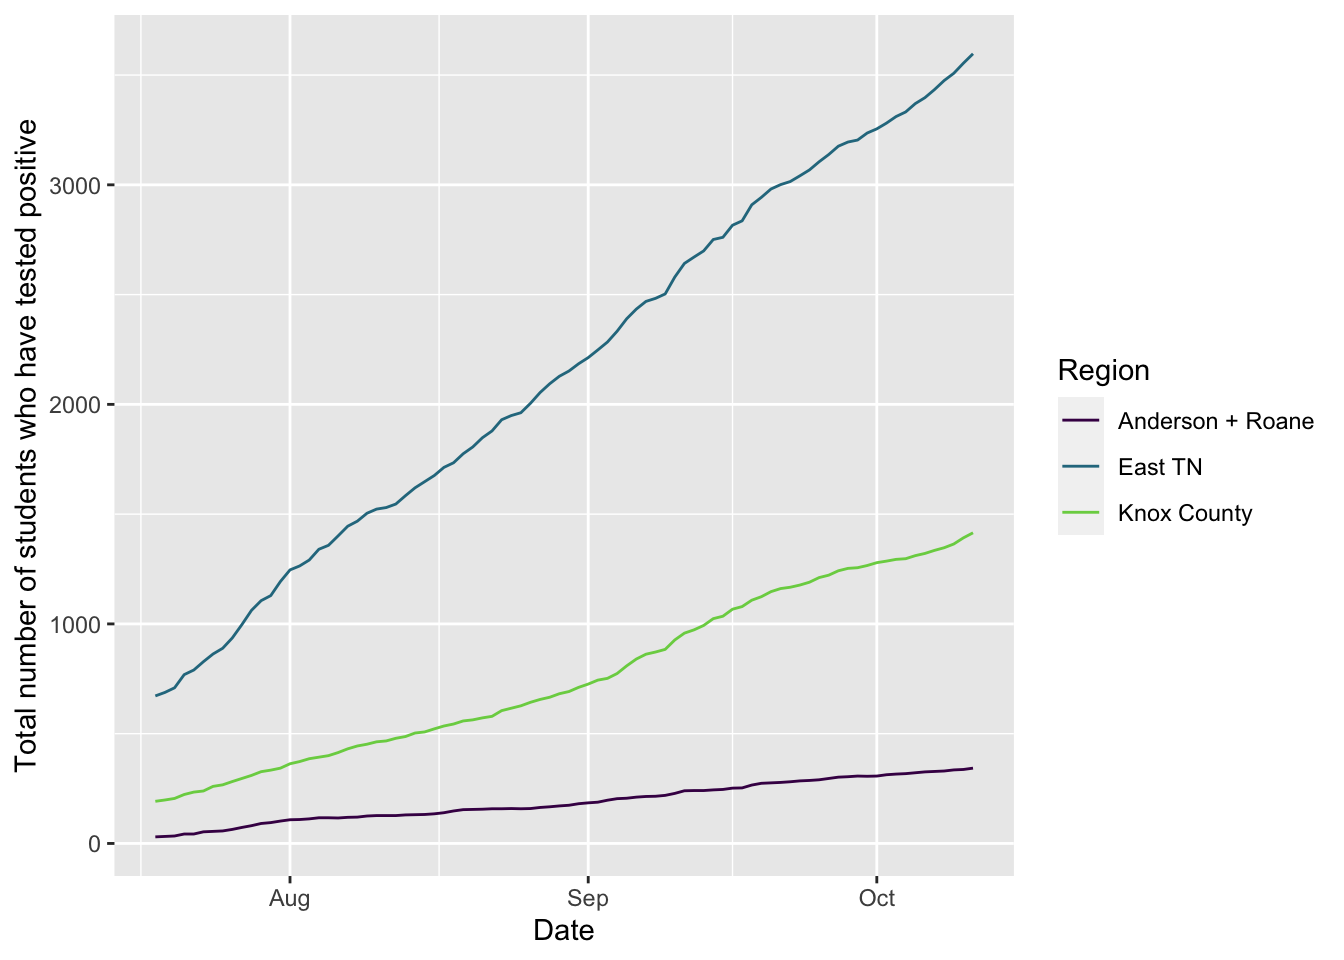 Total number of students who have tested positive
3000
2000
1000
0
Aug
Sep
Oct
Date
Region
Anderson + Roane
East TN
Knox County